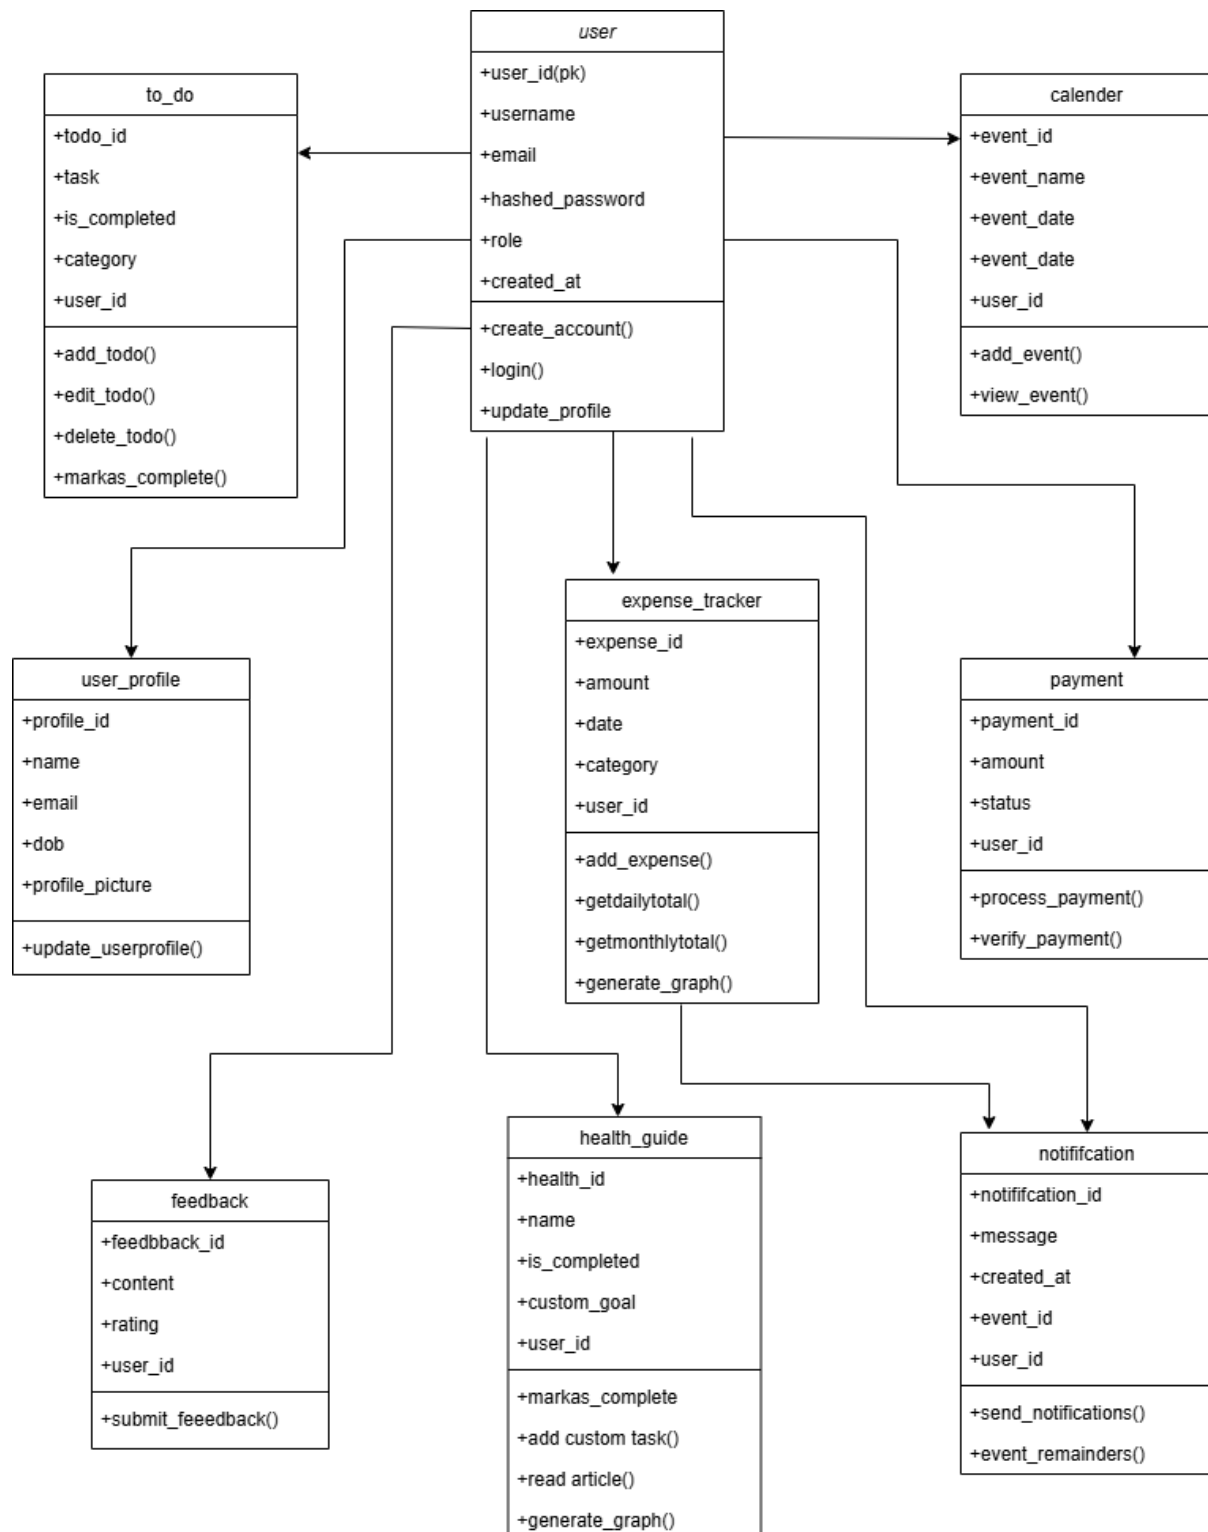 user
+user_id(pk)
+username
+email
+hashed_password
+role
+created_at
+create_account()
+login()
+update_profile
to_do
+todo_id
+task
+is_completed
+category
+user_id
+add_todo()
+edit_todo()
+delete_todo()
+markas_complete()
calender
+event_id
+event_name
+event_date
+event_date
+user_id
+add_event()
+view_event()
user_profile
+profile_id
+name
+email
+dob
+profile_picture
+update_userprofile()
expense_tracker
+expense_id
+amount
+date
+category
+user_id
+add_expense()
+getdailytotal()
+getmonthlytotal()
+generate_graph()
payment
+payment_id
+amount
+status
+user_id
+process_payment()
+verify_payment()
feedback
+feedbback_id
+content
+rating
+user_id
+submit_feeedback()
health_guide
+health_id
+name
+is_completed
+custom_goal
+user_id
+markas_complete
+add custom task()
+read article()
+generate_graph()
notififcation
+notififcation_id
+message
+created_at
+event_id
+user_id
+send_notifications()
+event_remainders()